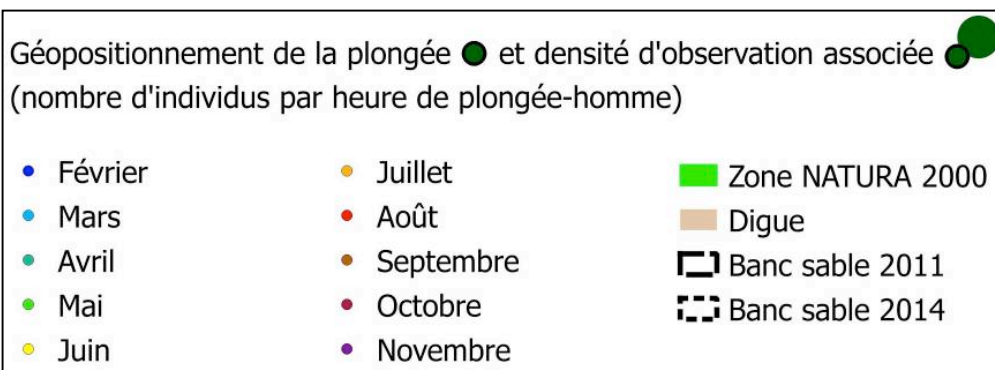 Géopositionnement de la plongée et densité d'observation associée
(nombre d'individus par heure de plongée-homme)
Février
Mars
Avril
Mai
Juin
Juillet
Août
Septembre
Octobre
Novembre
Zone NATURA 2000
Digue
Banc sable 2011
Banc sable 2014